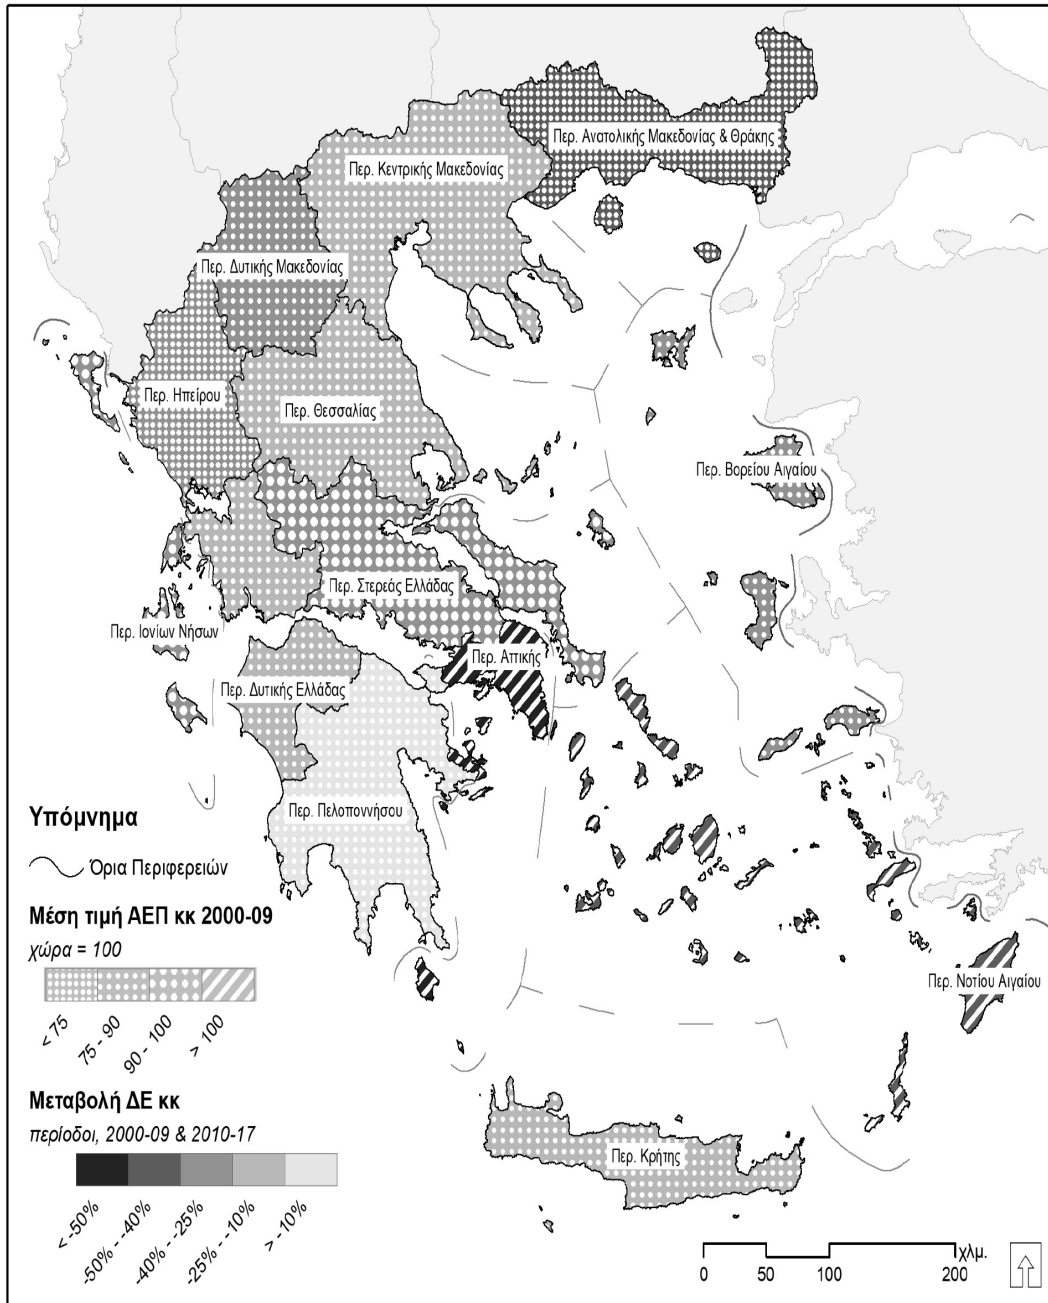 Περ. Ανατολικής Μακεδονίας & Θράκης
Περ. Κεντρικής Μακεδονίας
Περ. Δυτικής Μακεδονίας
Περ. Ηπείρου
Περ. Θεσσαλίας
Περ. Βορείου Αιγαίου
Περ. Στερεάς Ελλάδας
Περ. Ιονίων Νήσων
Περ. Αττικής
Περ. Δυτικής Ελλάδας
Περ. Πελοποννήσου
Περ. Νοτίου Αιγαίου
Περ. Κρήτης
Υπόμνημα
Όρια Περιφερειών
Μέση τιμή ΑΕΠ κκ 2000-09
χώρα = 100
< 75
75 - 90
90 - 100
> 100
Μεταβολή ΔΕ κκ
περίοδοι, 2000-09 & 2010-17
< -50%
-50% - -40%
-40% - -25%
-25% - -10%
> -10%
χλμ.
0 50 100 200